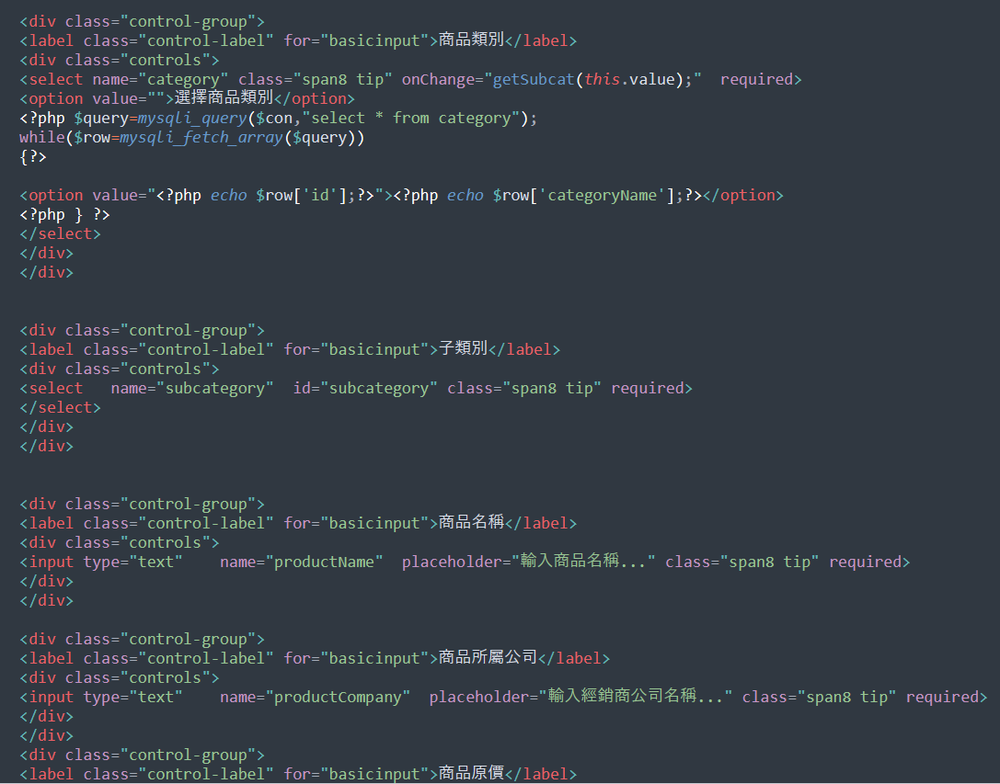 <div class="control-group">
<label class="control-label" for="basicinput">商品類別</label>
<div class="controls">
<select name="category" class="span8 tip" onChange="getSubcat(this.value);"  required>
<option value="">選擇商品類別</option>
<?php $query=mysqli_query($con,"select * from category");
while($row=mysqli_fetch_array($query))
{?>
<option value="<?php echo $row['id'];?>"><?php echo $row['categoryName'];?></option>
<?php } ?>
</select>
</div>
</div>
<div class="control-group">
<label class="control-label" for="basicinput">子類別</label>
<div class="controls">
<select   name="subcategory"  id="subcategory" class="span8 tip" required>
</select>
</div>
</div>
<div class="control-group">
<label class="control-label" for="basicinput">商品名稱</label>
<div class="controls">
<input type="text"    name="productName"  placeholder="輸入商品名稱..." class="span8 tip" required>
</div>
</div>
<div class="control-group">
<label class="control-label" for="basicinput">商品所屬公司</label>
<div class="controls">
<input type="text"    name="productCompany"  placeholder="輸入經銷商公司名稱..." class="span8 tip" required>
</div>
</div>
<div class="control-group">
<label class="control-label" for="basicinput">商品原價</label>